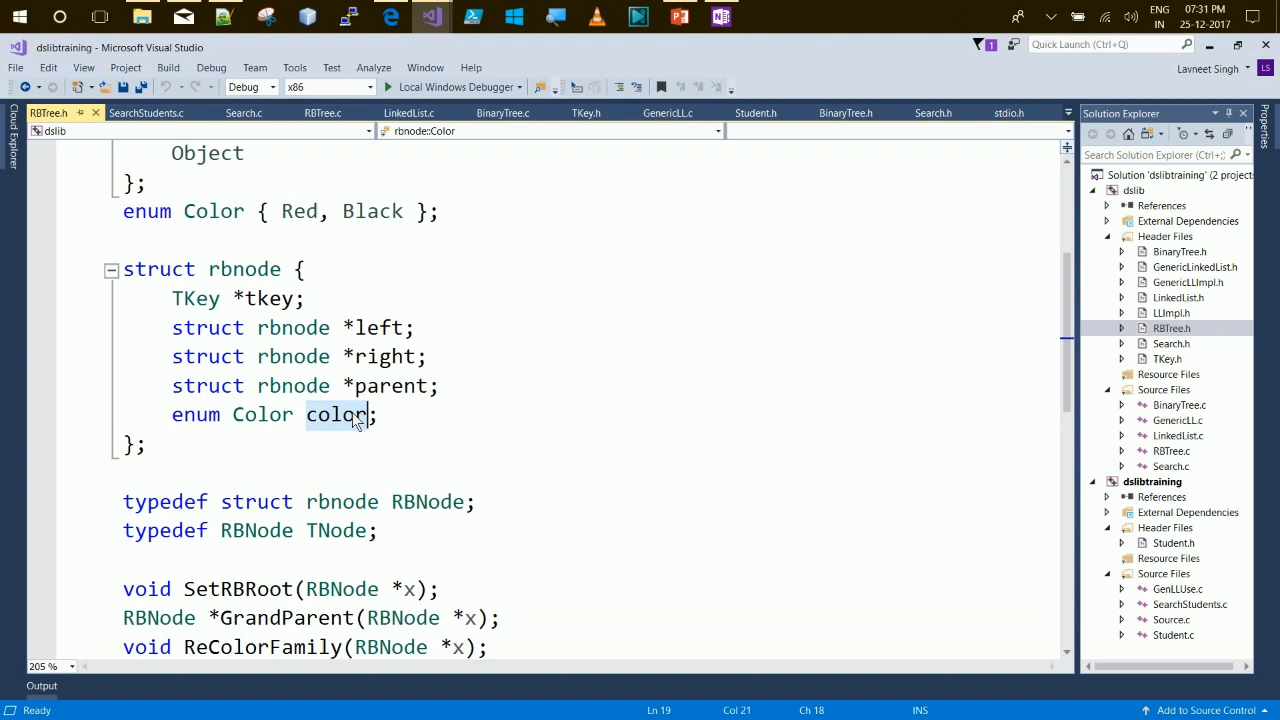 07:31 PM
ENG
IN
25-12-2017
dslibtraining - Microsoft Visual Studio
1
Quick Launch (Ctrl+Q)
File Edit View Project Build Debug Team Tools Test Analyze Window Help
Lavneet Singh
LS
Debug x86 Local Windows Debugger
RBTree.h SearchStudents.c Search.c RBTree.c LinkedList.c BinaryTree.c TKey.h GenericLL.c Student.h BinaryTree.h Search.h stdio.h
dslib
rbnode::Color
Cloud Explorer
Object
};
enum Color { Red, Black };
struct rbnode {
TKey *tkey;
struct rbnode *left;
struct rbnode *right;
struct rbnode *parent;
enum Color color;
};
typedef struct rbnode RBNode;
typedef RBNode TNode;
void SetRBRoot(RBNode *x);
RBNode *GrandParent(RBNode *x);
void ReColorFamily(RBNode *x);
205 %
Solution Explorer
Search Solution Explorer (Ctrl+;)
Solution 'dslibtraining' (2 projects
dslib
References
External Dependencies
Header Files
BinaryTree.h
GenericLinkedList.h
GenericLLImpl.h
LinkedList.h
LLImpl.h
RBTree.h
Search.h
TKey.h
Resource Files
Source Files
BinaryTree.c
GenericLL.c
LinkedList.c
RBTree.c
Search.c
dslibtraining
References
External Dependencies
Header Files
Student.h
Resource Files
Source Files
GenLLUse.c
SearchStudents.c
Source.c
Student.c
Properties
Output
Ready Ln 19 Col 21 Ch 18 INS Add to Source Control